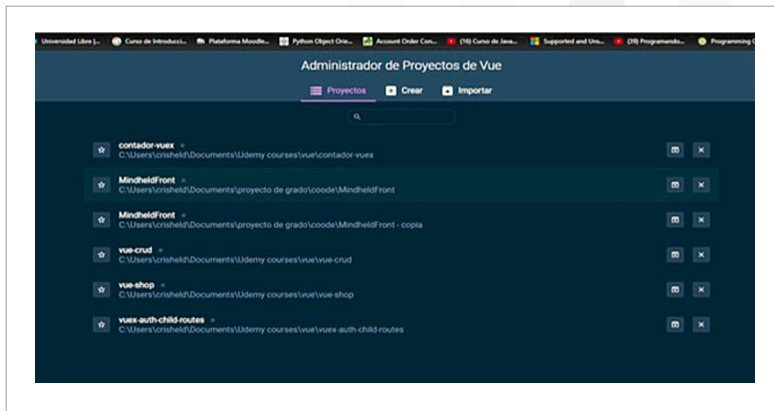 Universidad Libre |... Curso de Introducci... Plataforma Moodle... Python Object Orie... Account Order Con... (16) Curso de Java... Supported and Uns... (39) Programando... Programming
Administrador de Proyectos de Vue
Proyectos Crear Importar
contador-vuex
C:\Users\crisheld\Documents\Udemy courses\vue\contador-vuex
MindheldFront
C:\Users\crisheld\Documents\proyecto de grado\coode\MindheldFront
MindheldFront
C:\Users\crisheld\Documents\proyecto de grado\coode\MindheldFront - copia
vue-crud
C:\Users\crisheld\Documents\Udemy courses\vue\vue-crud
vue-shop
C:\Users\crisheld\Documents\Udemy courses\vue\vue-shop
vuex-auth-child-routes
C:\Users\crisheld\Documents\Udemy courses\vue\vuex-auth-child-routes